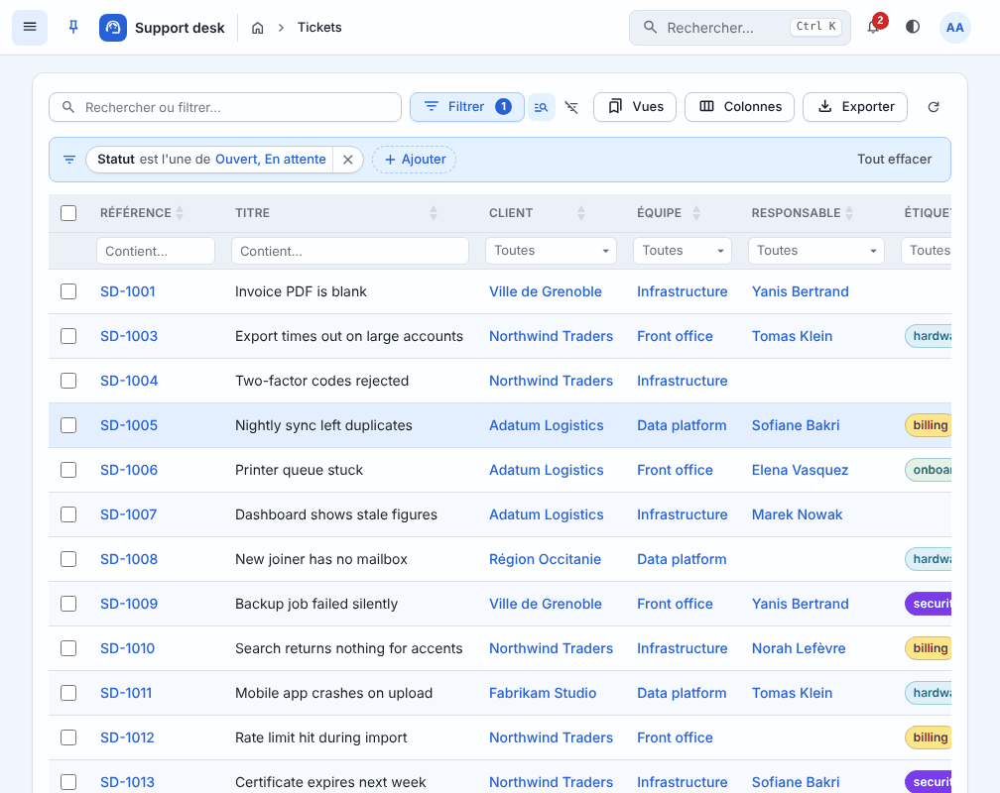 Support desk
Tickets
Rechercher...
Ctrl K
2
AA
Rechercher ou filtrer...
Filtrer 1
Vues
Colonnes
Exporter
Statut est l'une de Ouvert, En attente
Ajouter
Tout effacer
RÉFÉRENCE TITRE CLIENT ÉQUIPE RESPONSABLE
Contient... Contient... Toutes Toutes Toutes Toutes
SD-1001 Invoice PDF is blank Ville de Grenoble Infrastructure Yanis Bertrand
SD-1003 Export times out on large accounts Northwind Traders Front office Tomas Klein
SD-1004 Two-factor codes rejected Northwind Traders Infrastructure
SD-1005 Nightly sync left duplicates Adatum Logistics Data platform Sofiane Bakri billing
SD-1006 Printer queue stuck Adatum Logistics Front office Elena Vasquez
SD-1007 Dashboard shows stale figures Adatum Logistics Infrastructure Marek Nowak
SD-1008 New joiner has no mailbox Région Occitanie Data platform
SD-1009 Backup job failed silently Ville de Grenoble Front office Yanis Bertrand
SD-1010 Search returns nothing for accents Northwind Traders Infrastructure Norah Lefèvre billing
SD-1011 Mobile app crashes on upload Fabrikam Studio Data platform Tomas Klein
SD-1012 Rate limit hit during import Northwind Traders Front office billing
SD-1013 Certificate expires next week Northwind Traders Infrastructure Sofiane Bakri